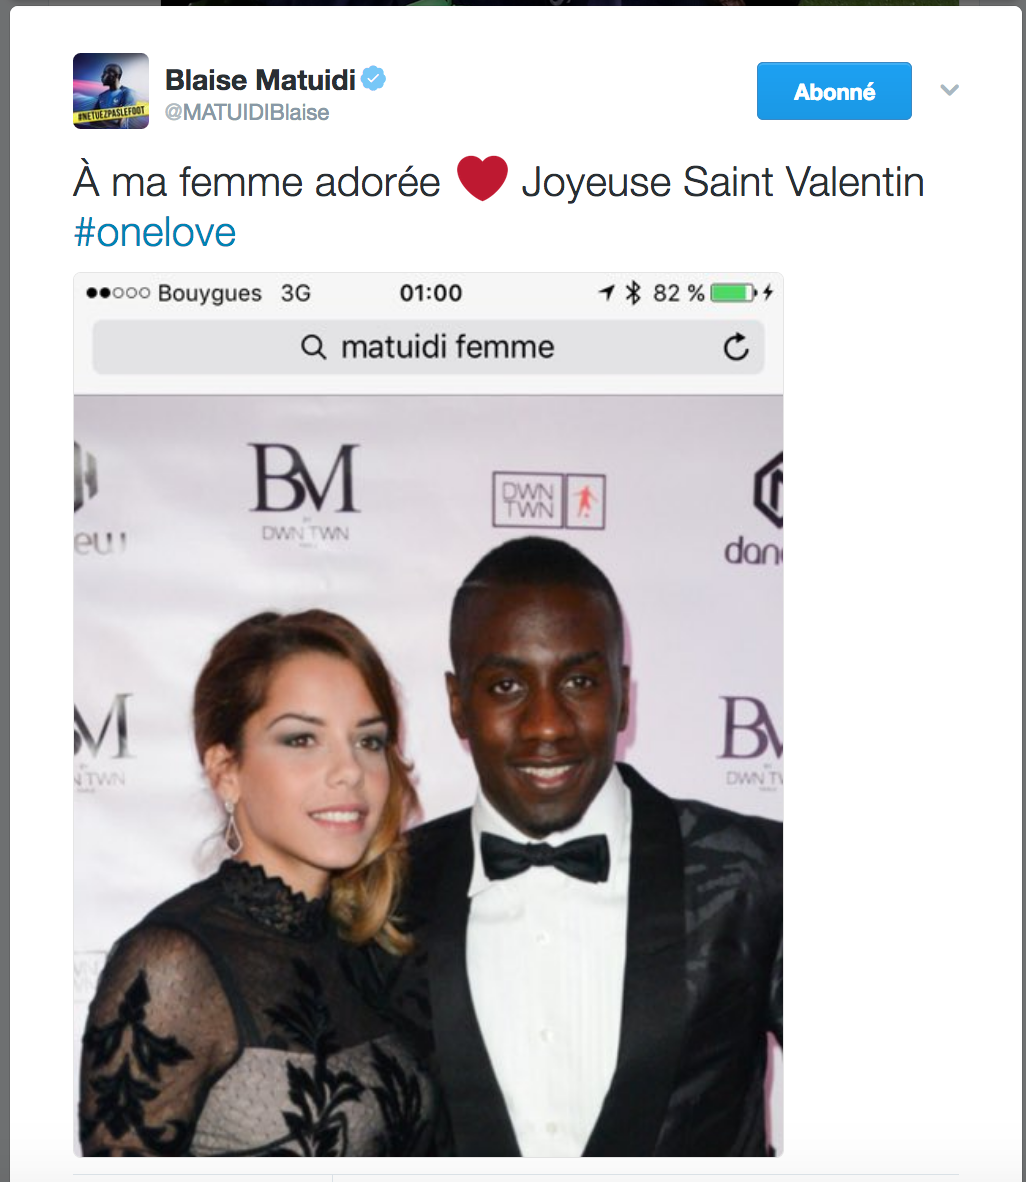 Blaise Matuidi
#NETUEZPASLEFOOT
@MATUIDIBlaise
Abonné
À ma femme adorée ❤ Joyeuse Saint Valentin
#onelove
Bouygues 3G 01:00 82 %
matuidi femme
BM
DWN TWN
DWN
TWN
BM
DWN TWN